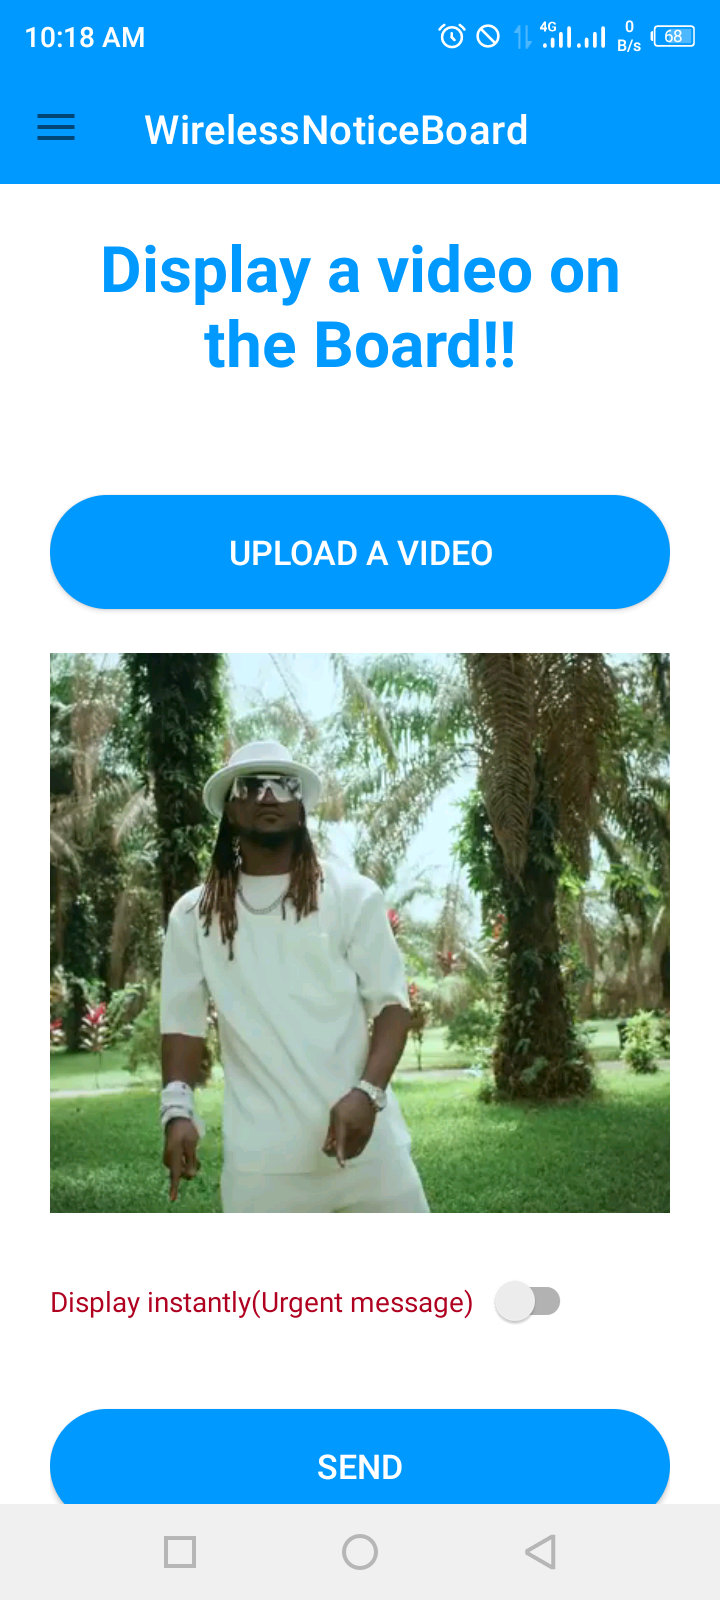 10:18 AM
4G
0
B/s
68
WirelessNoticeBoard
Display a video on
the Board!!
UPLOAD A VIDEO
Display instantly(Urgent message)
SEND